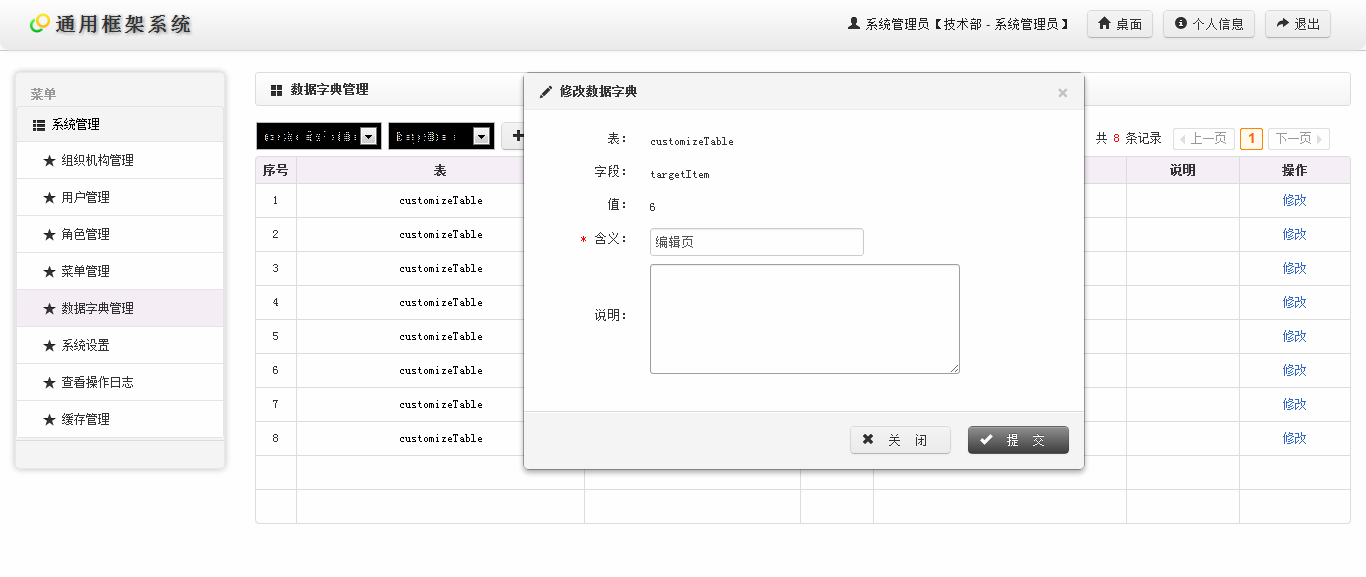 通用框架系统
系统管理员【技术部 - 系统管理员】
桌面
个人信息
退出
菜单
系统管理
组织机构管理
用户管理
角色管理
菜单管理
数据字典管理
系统设置
查看操作日志
缓存管理
数据字典管理
共 8 条记录
上一页
1
下一页
序号 表 说明 操作
1 customizeTable 修改
2 customizeTable 修改
3 customizeTable 修改
4 customizeTable 修改
5 customizeTable 修改
6 customizeTable 修改
7 customizeTable 修改
8 customizeTable 修改
修改数据字典
×
表： customizeTable
字段： targetItem
值： 6
* 含义： 编辑页
说明：
关 闭
提 交